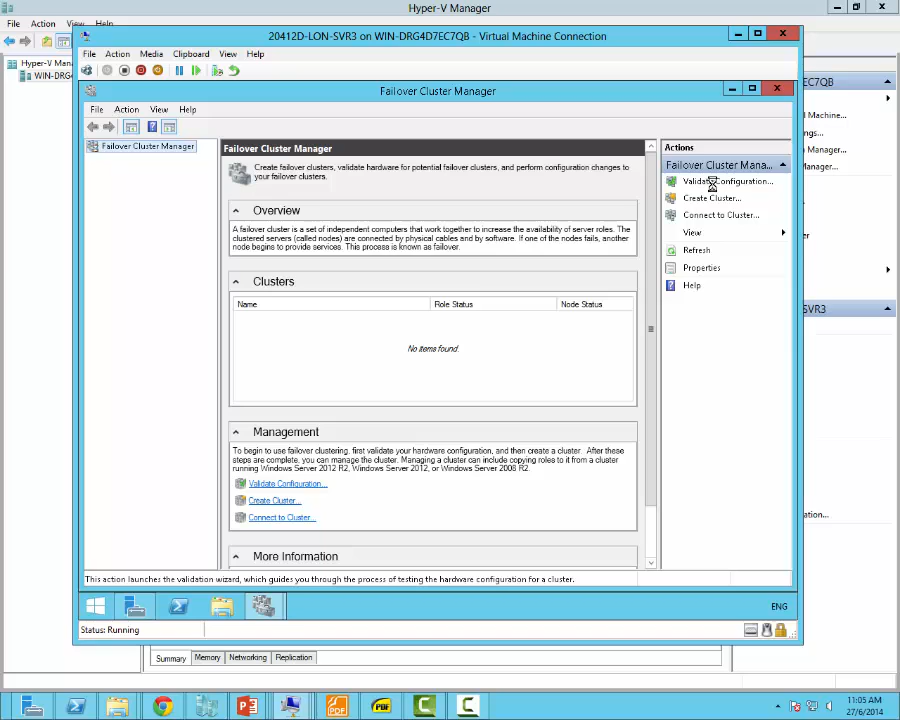 Hyper-V Manager
File Action View Help
Hyper-V Mana
WIN-DRG
20412D-LON-SVR3 on WIN-DRG4D7EC7QB - Virtual Machine Connection
File Action Media Clipboard View Help
Failover Cluster Manager
File Action View Help
Failover Cluster Manager
Failover Cluster Manager
Create failover clusters, validate hardware for potential failover clusters, and perform configuration changes to
your failover clusters.
Overview
A failover cluster is a set of independent computers that work together to increase the availability of server roles. The
clustered servers (called nodes) are connected by physical cables and by software. If one of the nodes fails, another
node begins to provide services. This process is known as failover.
Clusters
Name Role Status Node Status
No items found.
Management
To begin to use failover clustering, first validate your hardware configuration, and then create a cluster. After these
steps are complete, you can manage the cluster. Managing a cluster can include copying roles to it from a cluster
running Windows Server 2012 R2, Windows Server 2012, or Windows Server 2008 R2.
Validate Configuration...
Create Cluster...
Connect to Cluster...
More Information
Actions
Failover Cluster Mana...
Validate Configuration...
Create Cluster...
Connect to Cluster...
View
Refresh
Properties
Help
EC7QB
l Machine...
ngs...
Manager...
nager...
er
SVR3
ation...
This action launches the validation wizard, which guides you through the process of testing the hardware configuration for a cluster.
ENG
Status: Running
Summary Memory Networking Replication
PDF
PDF
11:05 AM
27/6/2014